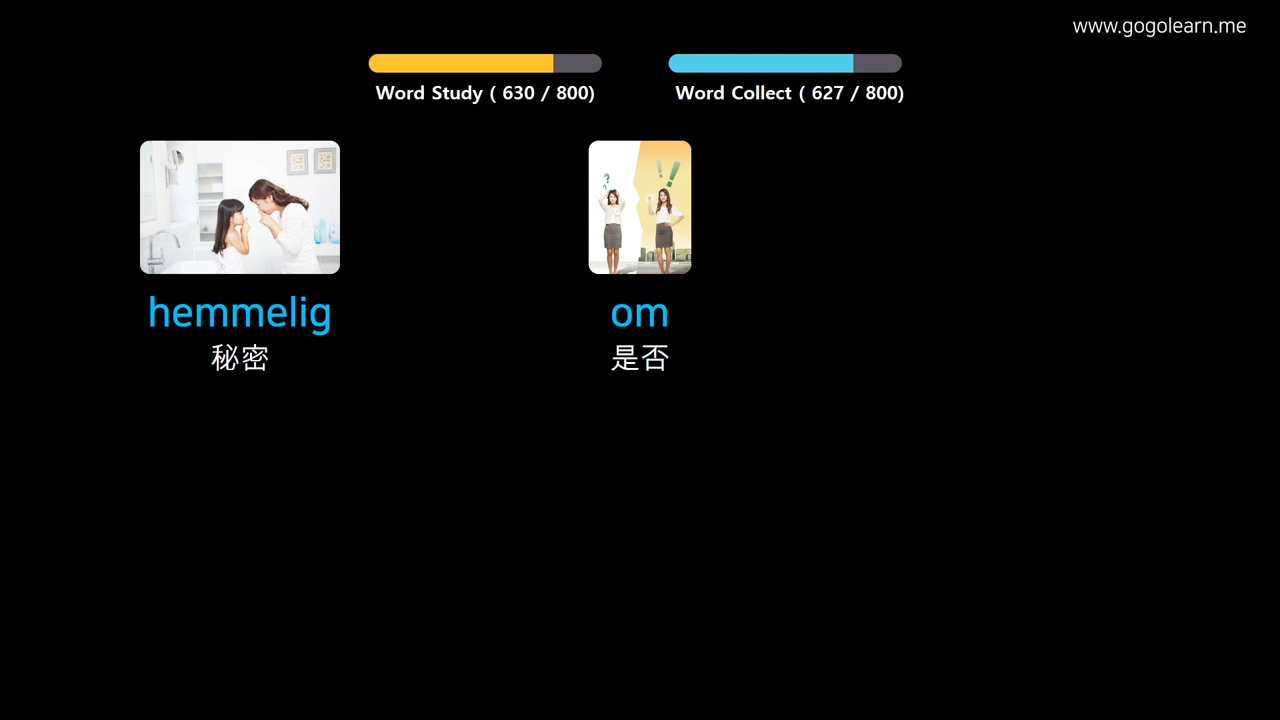 www.gogolearn.me
Word Study ( 630 / 800)
Word Collect ( 627 / 800)
? !!
hemmelig
om
秘密
是否